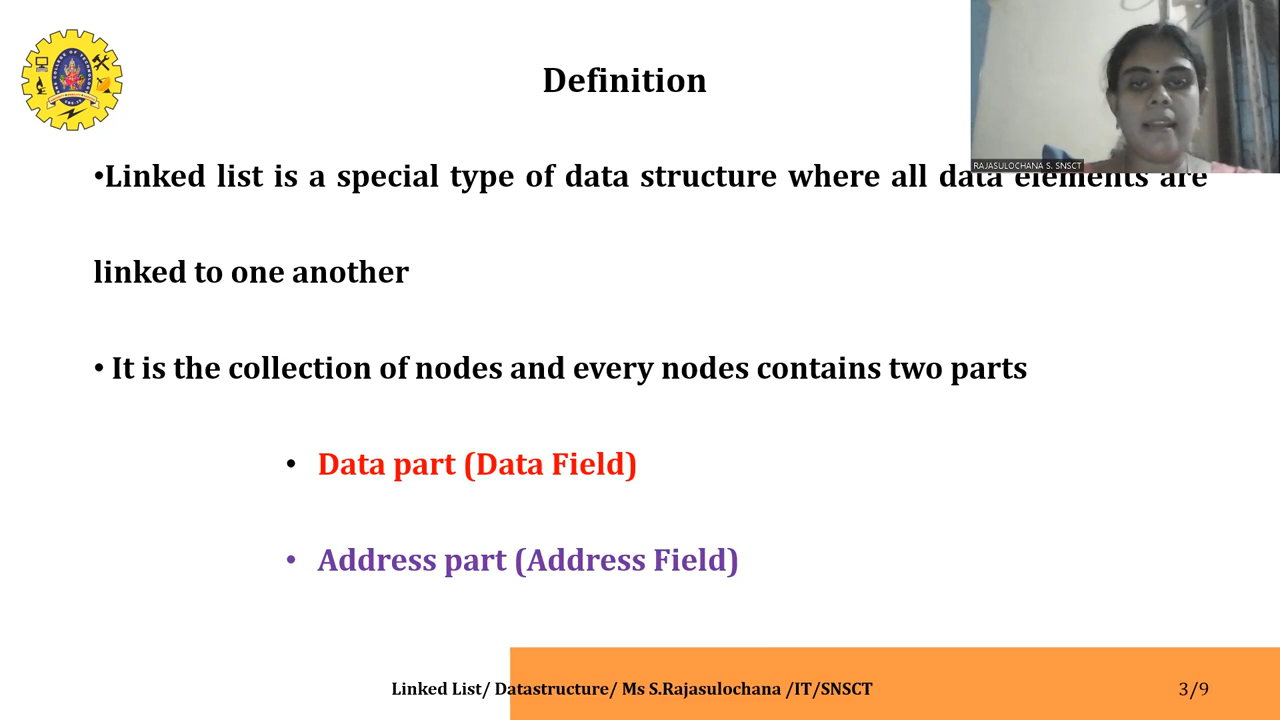 Definition
RAJASULOCHANA S. SNSCT
•Linked list is a special type of data structure where all data elements are
linked to one another
• It is the collection of nodes and every nodes contains two parts
• Data part (Data Field)
• Address part (Address Field)
Linked List/ Datastructure/ Ms S.Rajasulochana /IT/SNSCT
3/9